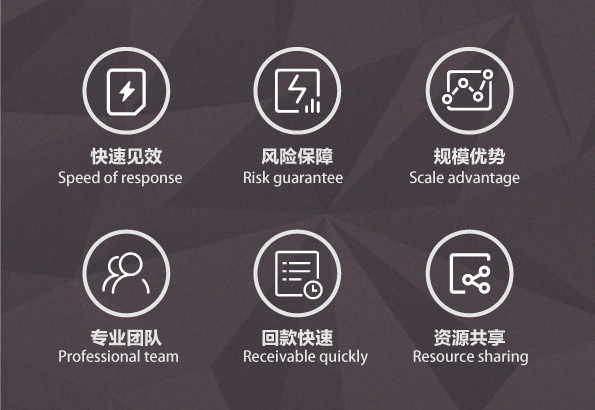 快速见效
Speed of response
风险保障
Risk guarantee
规模优势
Scale advantage
专业团队
Professional team
回款快速
Receivable quickly
资源共享
Resource sharing